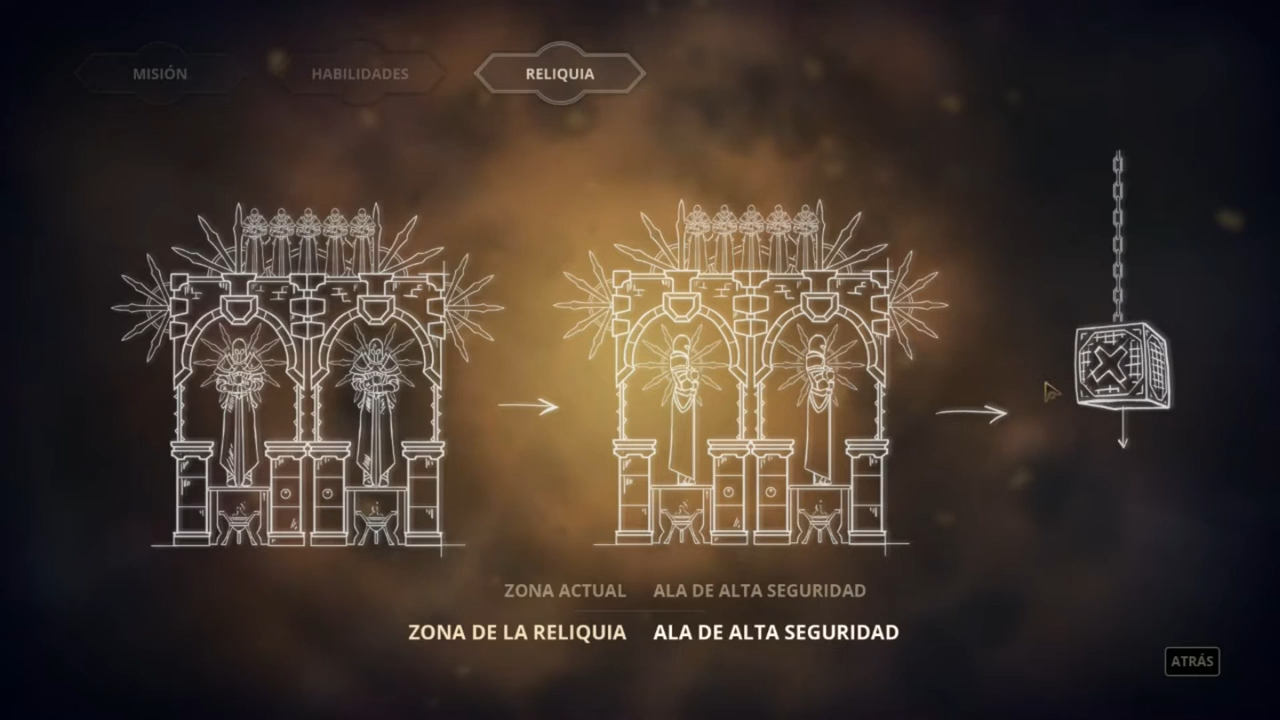 MISIÓN HABILIDADES RELIQUIA
ZONA ACTUAL ALA DE ALTA SEGURIDAD
ZONA DE LA RELIQUIA ALA DE ALTA SEGURIDAD
ATRÁS